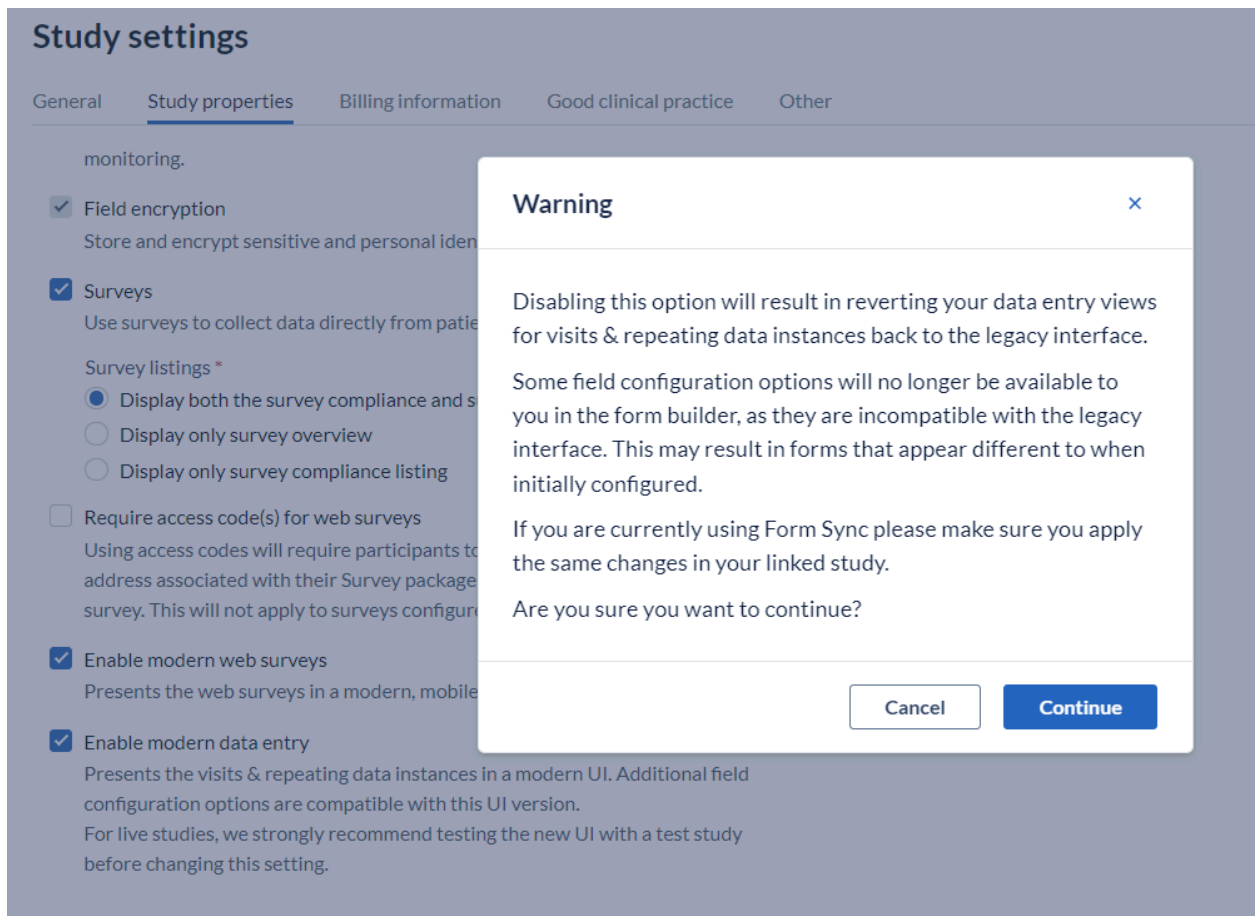 Study settings
General Study properties Billing information Good clinical practice Other
monitoring.
Field encryption
Store and encrypt sensitive and personal iden
Surveys
Use surveys to collect data directly from patie
Survey listings *
Display both the survey compliance and s
Display only survey overview
Display only survey compliance listing
Require access code(s) for web surveys
Using access codes will require participants to
address associated with their Survey package
survey. This will not apply to surveys configur
Enable modern web surveys
Presents the web surveys in a modern, mobile
Enable modern data entry
Presents the visits & repeating data instances in a modern UI. Additional field
configuration options are compatible with this UI version.
For live studies, we strongly recommend testing the new UI with a test study
before changing this setting.
Warning
Disabling this option will result in reverting your data entry views
for visits & repeating data instances back to the legacy interface.
Some field configuration options will no longer be available to
you in the form builder, as they are incompatible with the legacy
interface. This may result in forms that appear different to when
initially configured.
If you are currently using Form Sync please make sure you apply
the same changes in your linked study.
Are you sure you want to continue?
Cancel Continue